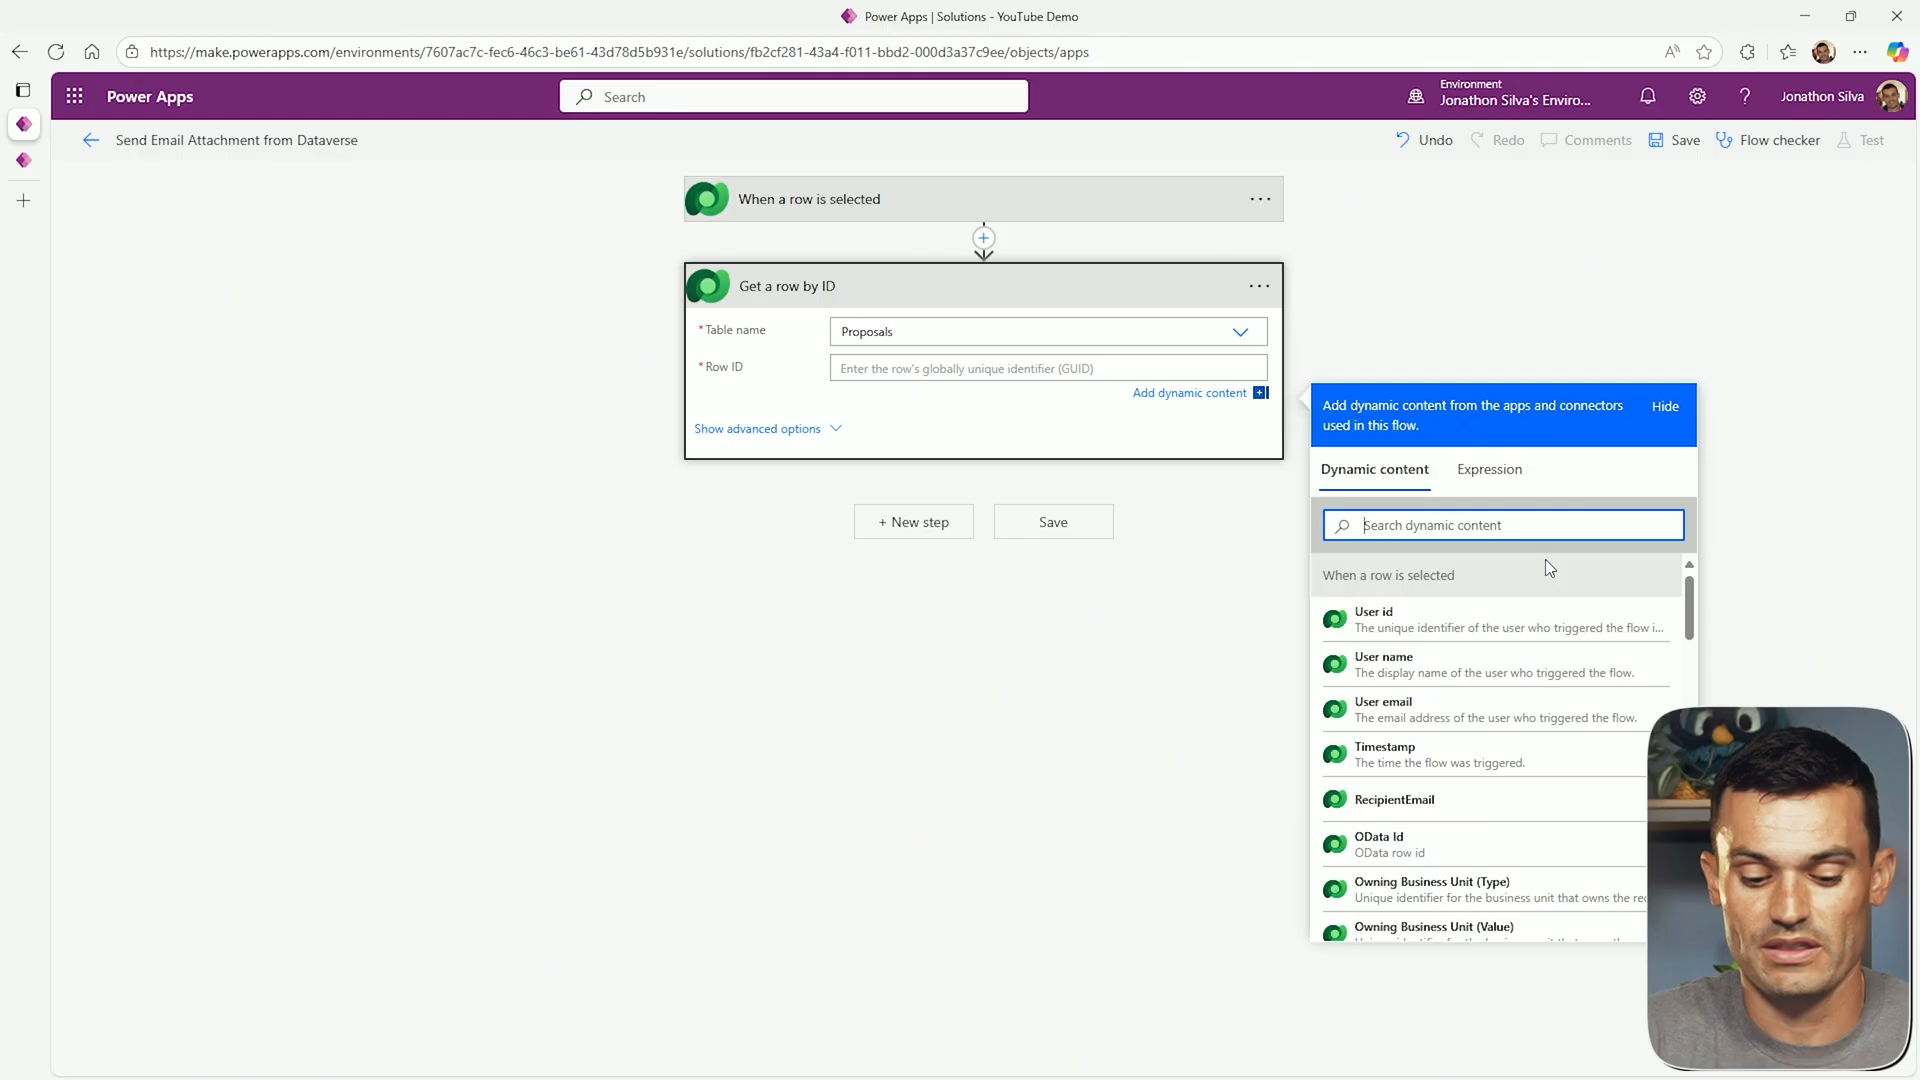 Power Apps | Solutions - YouTube Demo
https://make.powerapps.com/environments/7607ac7c-fec6-46c3-be61-43d78d5b931e/solutions/fb2cf281-43a4-f011-bbd2-000d3a37c9ee/objects/apps
Power Apps
Search
Environment
Jonathon Silva's Enviro...
Jonathon Silva
Send Email Attachment from Dataverse
Undo
Redo
Comments
Save
Flow checker
Test
When a row is selected
Get a row by ID
* Table name
Proposals
* Row ID
Enter the row's globally unique identifier (GUID)
Add dynamic content
Show advanced options
+ New step
Save
Add dynamic content from the apps and connectors
used in this flow.
Hide
Dynamic content
Expression
Search dynamic content
When a row is selected
User id
The unique identifier of the user who triggered the flow i...
User name
The display name of the user who triggered the flow.
User email
The email address of the user who triggered the flow.
Timestamp
The time the flow was triggered.
RecipientEmail
OData Id
OData row id
Owning Business Unit (Type)
Unique identifier for the business unit that owns the
Owning Business Unit (Value)